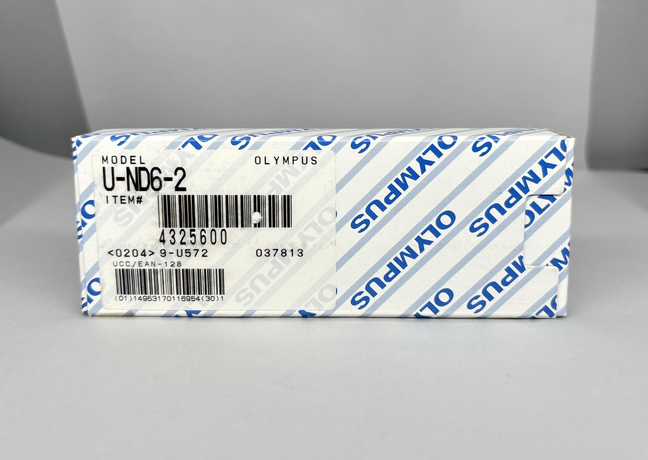 MODEL OLYMPUS
U-ND6-2
ITEM#
4325600
<0204> 9-U572 037813
UCC/EAN-128
(01)14953170116954(30)1
OLYMPUS
OLYMPUS
OLYMPUS
OLYMPUS
OLYMPUS
OLYMPUS